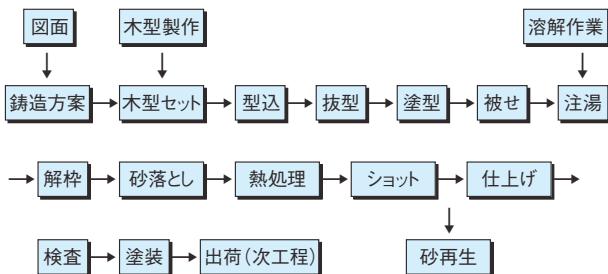 図面 木型製作 溶解作業
鋳造方案 木型セット 型込 抜型 塗型 被せ 注湯
解枠 砂落とし 熱処理 ショット 仕上げ
検査 塗装 出荷(次工程) 砂再生